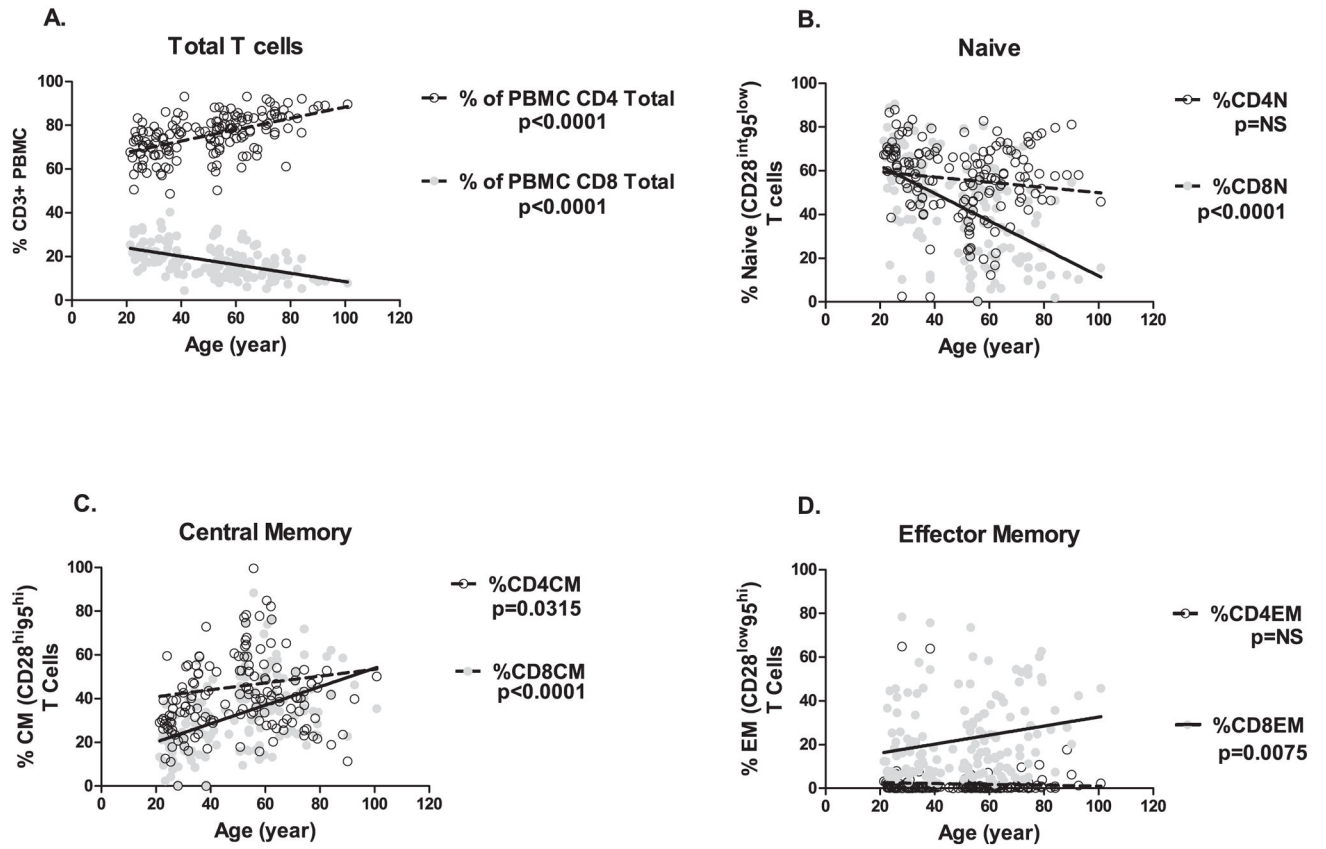 A.
Total T cells
% CD3+ PBMC
100
80
60
40
20
0
0 20 40 60 80 100 120
Age (year)
% of PBMC CD4 Total
p<0.0001
% of PBMC CD8 Total
p<0.0001
B.
Naive
% Naive (CD28int95low)
T cells
100
80
60
40
20
0
0 20 40 60 80 100 120
Age (year)
%CD4N
p=NS
%CD8N
p<0.0001
C.
Central Memory
% CM (CD28hi95hi)
T Cells
100
80
60
40
20
0
0 20 40 60 80 100 120
Age (year)
%CD4CM
p=0.0315
%CD8CM
p<0.0001
D.
Effector Memory
% EM (CD28low95hi)
T Cells
100
80
60
40
20
0
0 20 40 60 80 100 120
Age (year)
%CD4EM
p=NS
%CD8EM
p=0.0075